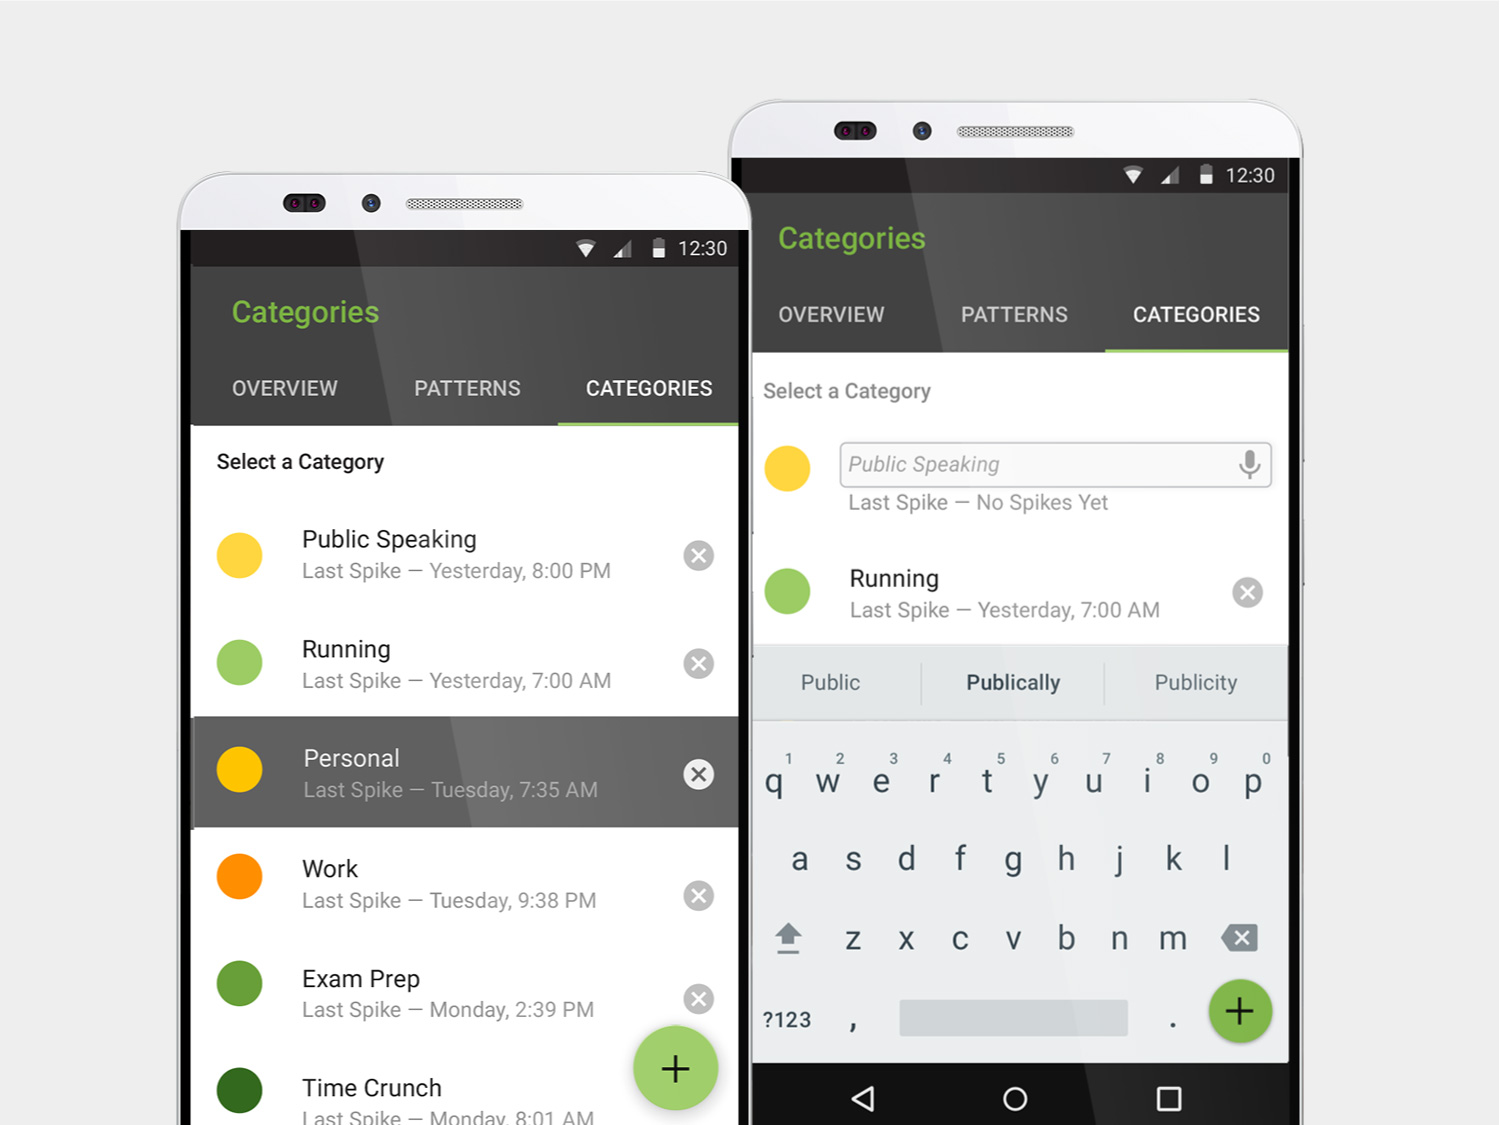 12:30
Categories
OVERVIEW PATTERNS CATEGORIES
Select a Category
Public Speaking
Last Spike — Yesterday, 8:00 PM
Running
Last Spike — Yesterday, 7:00 AM
Personal
Last Spike — Tuesday, 7:35 AM
Work
Last Spike — Tuesday, 9:38 PM
Exam Prep
Last Spike — Monday, 2:39 PM
Time Crunch
Last Spike — Monday, 8:01 AM
12:30
Categories
OVERVIEW PATTERNS CATEGORIES
Select a Category
Public Speaking
Last Spike — No Spikes Yet
Running
Last Spike — Yesterday, 7:00 AM
Public Publically Publicity
1 2 3 4 5 6 7 8 9 0
q w e r t y u i o p
a s d f g h j k l
z x c v b n m
?123 , .